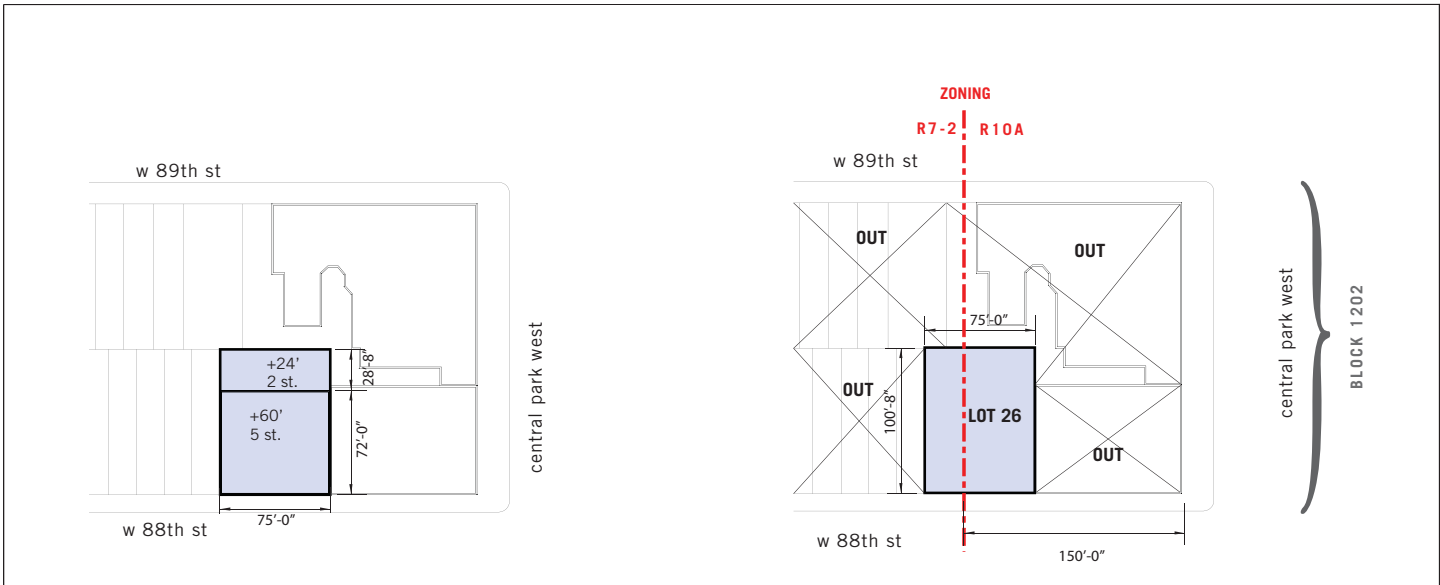 w 89th st
+24’
2 st.
28’-8”
+60’
5 st.
72’-0”
75’-0”
w 88th st
central park west
ZONING
R7-2 R10A
w 89th st
OUT
OUT
75’-0”
OUT
100’-8”
LOT 26
OUT
w 88th st
150’-0”
central park west
BLOCK 1202